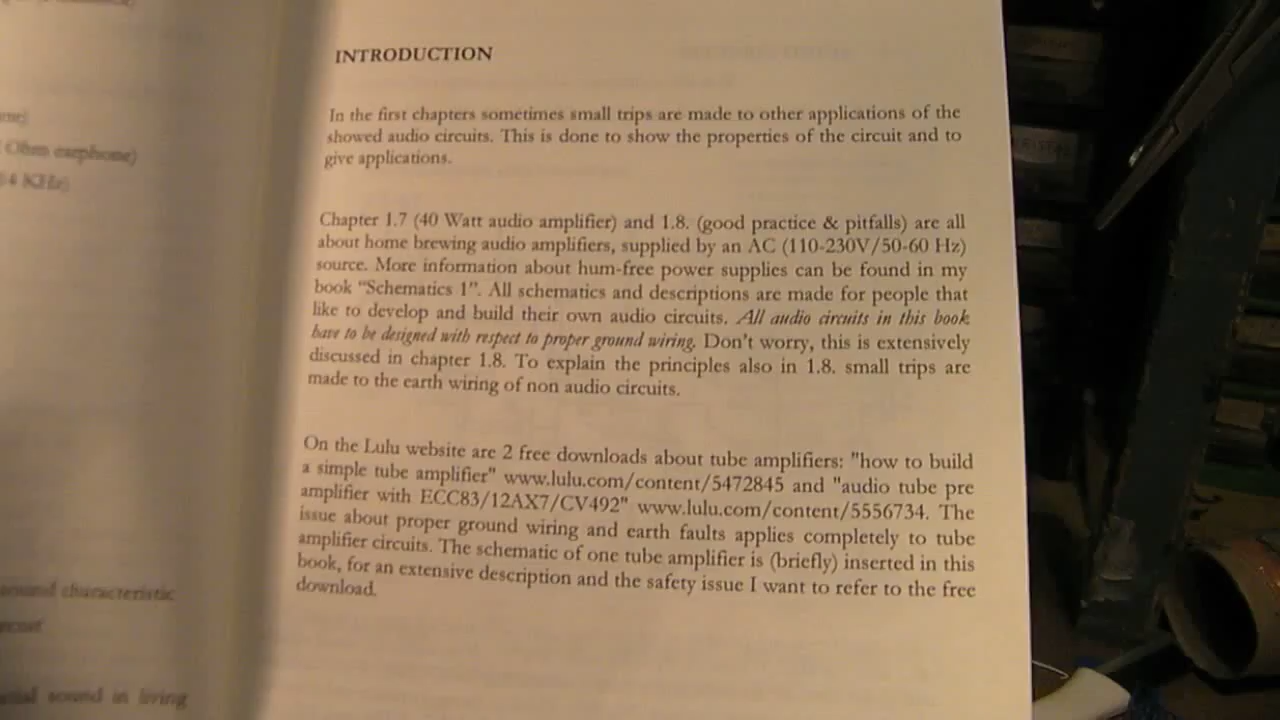 Ohm earphone)
KHz)
sound characteristic
sound in living
INTRODUCTION
In the first chapters sometimes small trips are made to other applications of the
showed audio circuits. This is done to show the properties of the circuit and to
give applications.
Chapter 1.7 (40 Watt audio amplifier) and 1.8. (good practice & pitfalls) are all
about home brewing audio amplifiers, supplied by an AC (110-230V/50-60 Hz)
source. More information about hum-free power supplies can be found in my
book “Schematics 1”. All schematics and descriptions are made for people that
like to develop and build their own audio circuits. All audio circuits in this book
have to be designed with respect to proper ground wiring. Don’t worry, this is extensively
discussed in chapter 1.8. To explain the principles also in 1.8. small trips are
made to the earth wiring of non audio circuits.
On the Lulu website are 2 free downloads about tube amplifiers: "how to build
a simple tube amplifier" www.lulu.com/content/5472845 and "audio tube pre
amplifier with ECC83/12AX7/CV492" www.lulu.com/content/5556734. The
issue about proper ground wiring and earth faults applies completely to tube
amplifier circuits. The schematic of one tube amplifier is (briefly) inserted in this
book, for an extensive description and the safety issue I want to refer to the free
download.